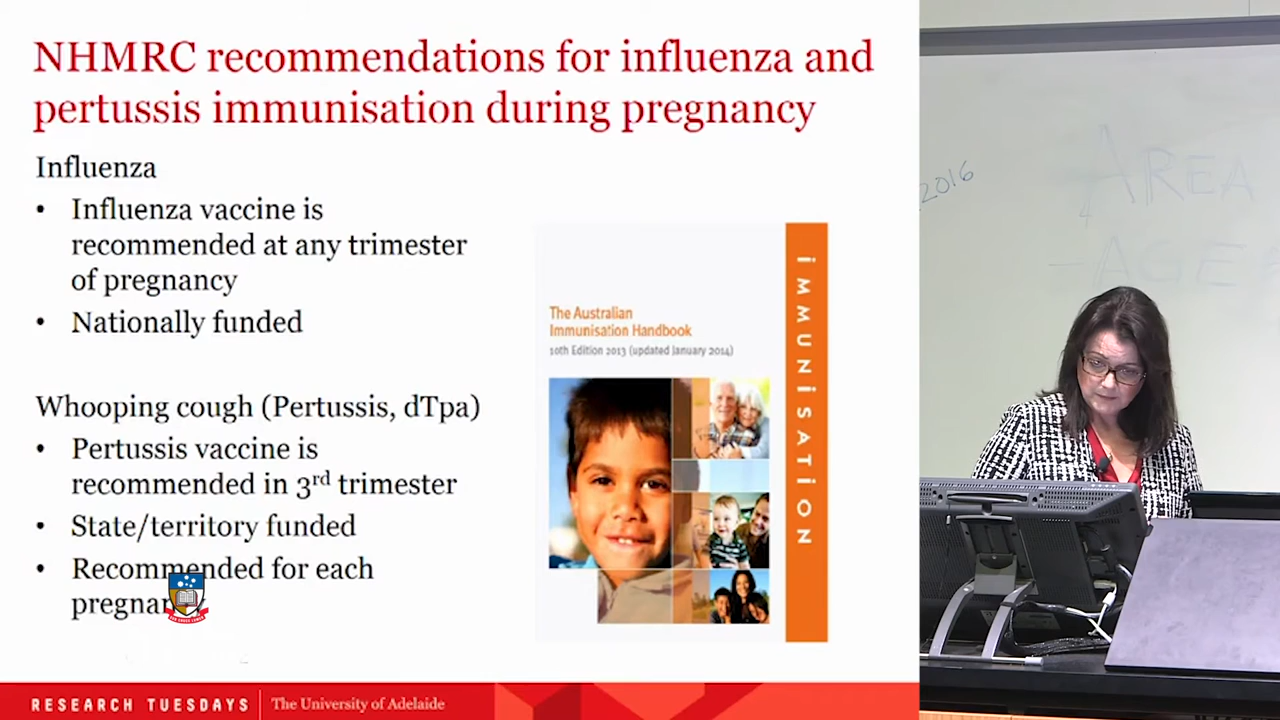 NHMRC recommendations for influenza and
pertussis immunisation during pregnancy
Influenza
• Influenza vaccine is
recommended at any trimester
of pregnancy
• Nationally funded
Whooping cough (Pertussis, dTpa)
• Pertussis vaccine is
recommended in 3rd trimester
• State/territory funded
• Recommended for each
pregnancy
The Australian
Immunisation Handbook
10th Edition 2013 (updated January 2014)
iMMUNiSATiON
RESEARCH TUESDAYS
The University of Adelaide
2016
AREA